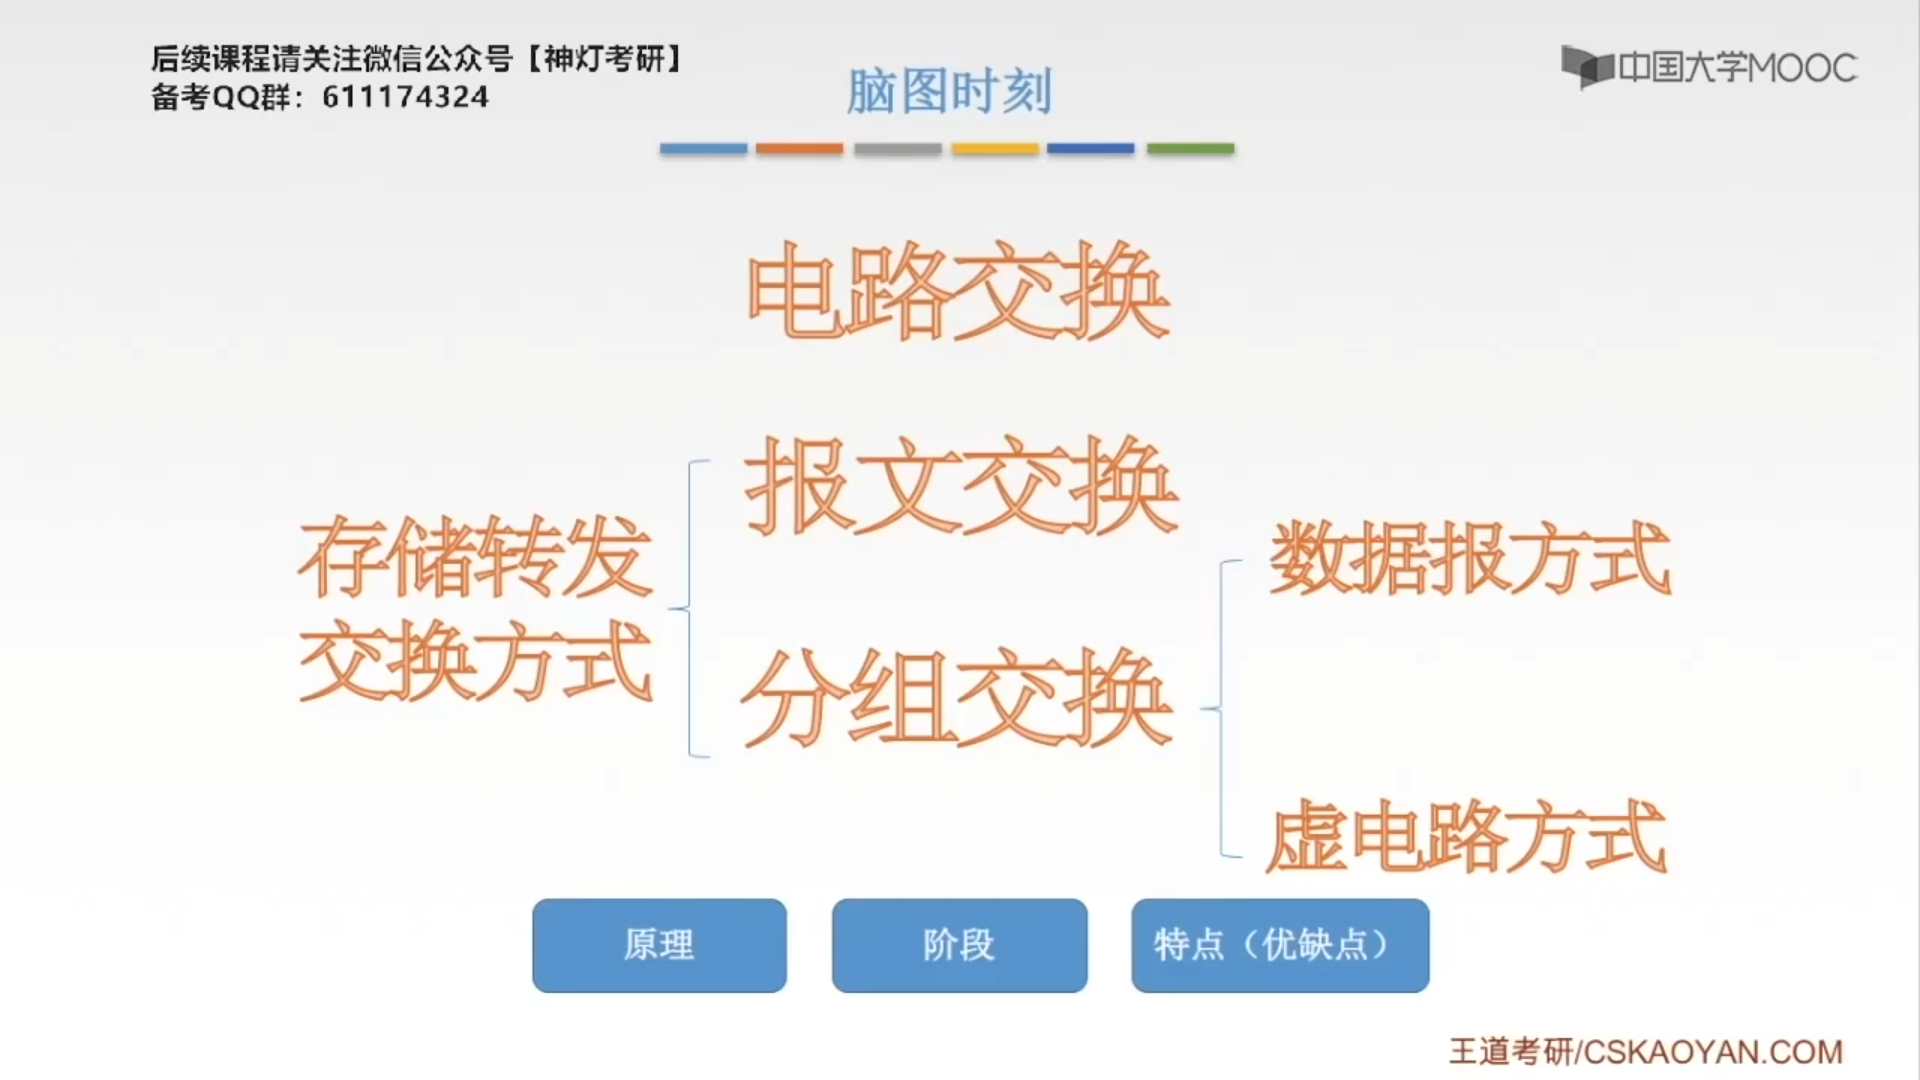 后续课程请关注微信公众号【神灯考研】
备考QQ群：611174324
中国大学MOOC
脑图时刻
电路交换
报文交换
存储转发
交换方式
数据报方式
分组交换
虚电路方式
原理
阶段
特点（优缺点）
王道考研/CSKAOYAN.COM